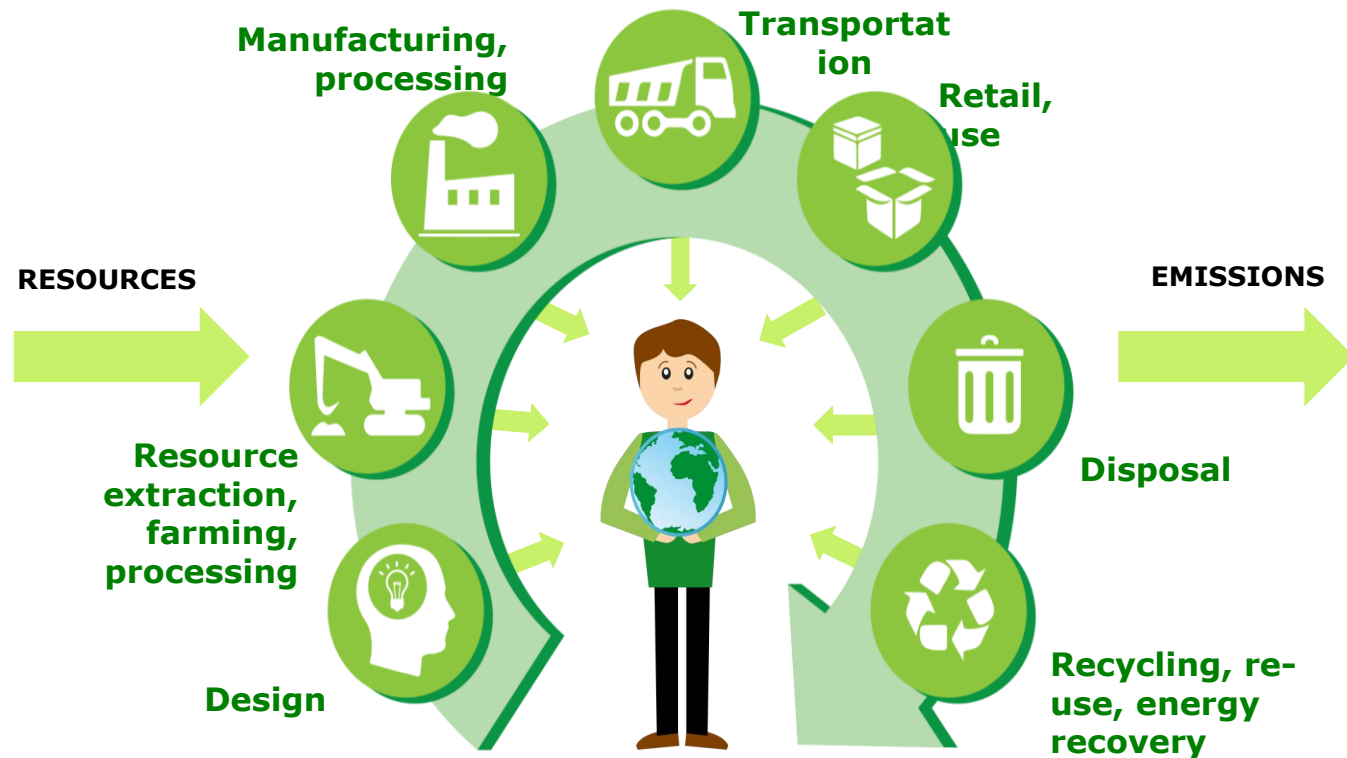 Manufacturing,
processing
Transportat
ion
Retail,
use
RESOURCES
EMISSIONS
Resource
extraction,
farming,
processing
Disposal
Design
Recycling, re-
use, energy
recovery